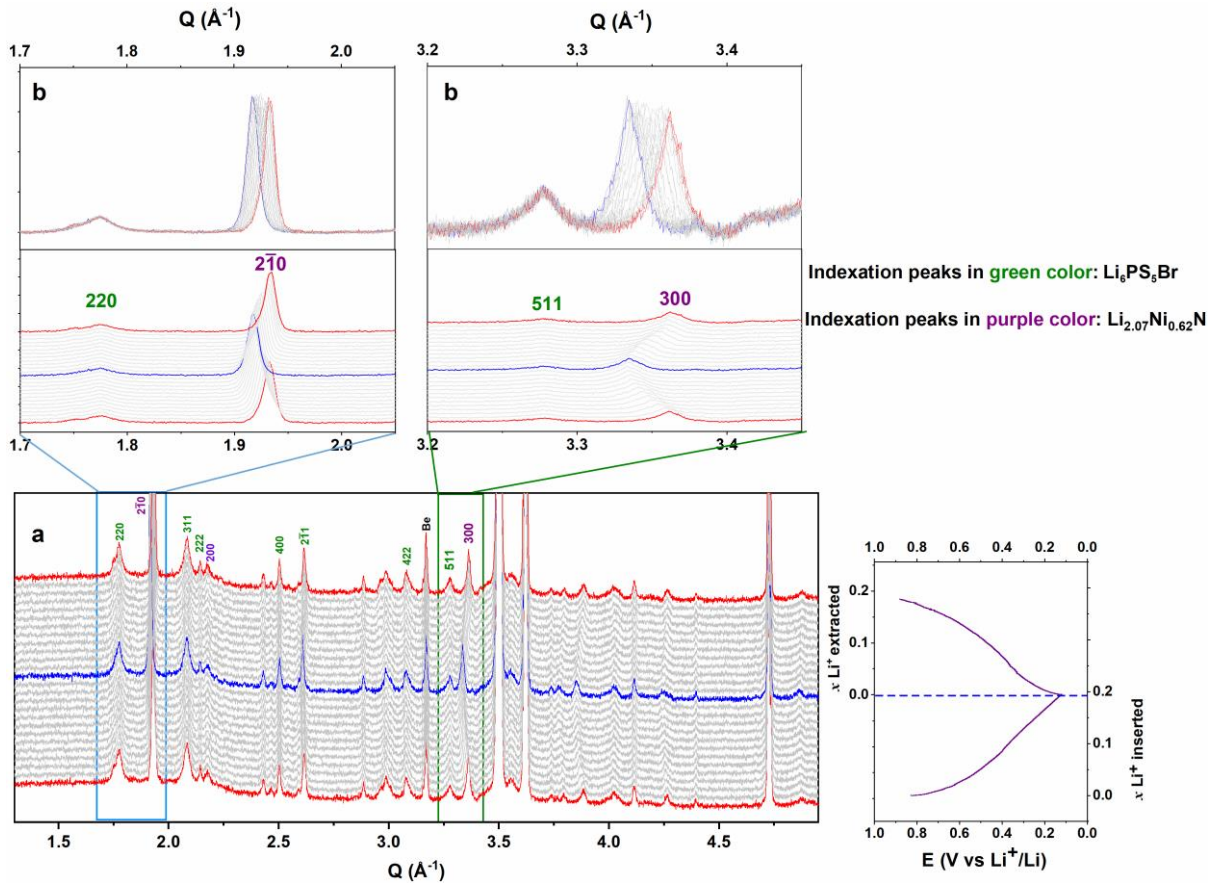 Q (Å⁻¹)
1.7 1.8 1.9 2.0
b
220
21̄0
1.7 1.8 1.9 2.0
Q (Å⁻¹)
3.2 3.3 3.4
b
511
300
3.2 3.3 3.4
Indexation peaks in green color: Li₆PS₅Br
Indexation peaks in purple color: Li₂.₀₇Ni₀.₆₂N
a
220
21̄0
311
222
200
400
2̄11
422
Be
511
300
1.5 2.0 2.5 3.0 3.5 4.0 4.5
Q (Å⁻¹)
1.0 0.8 0.6 0.4 0.2 0.0
x Li⁺ extracted
0.2
0.1
0.0
x Li⁺ inserted
0.2
0.1
0.0
1.0 0.8 0.6 0.4 0.2 0.0
E (V vs Li⁺/Li)